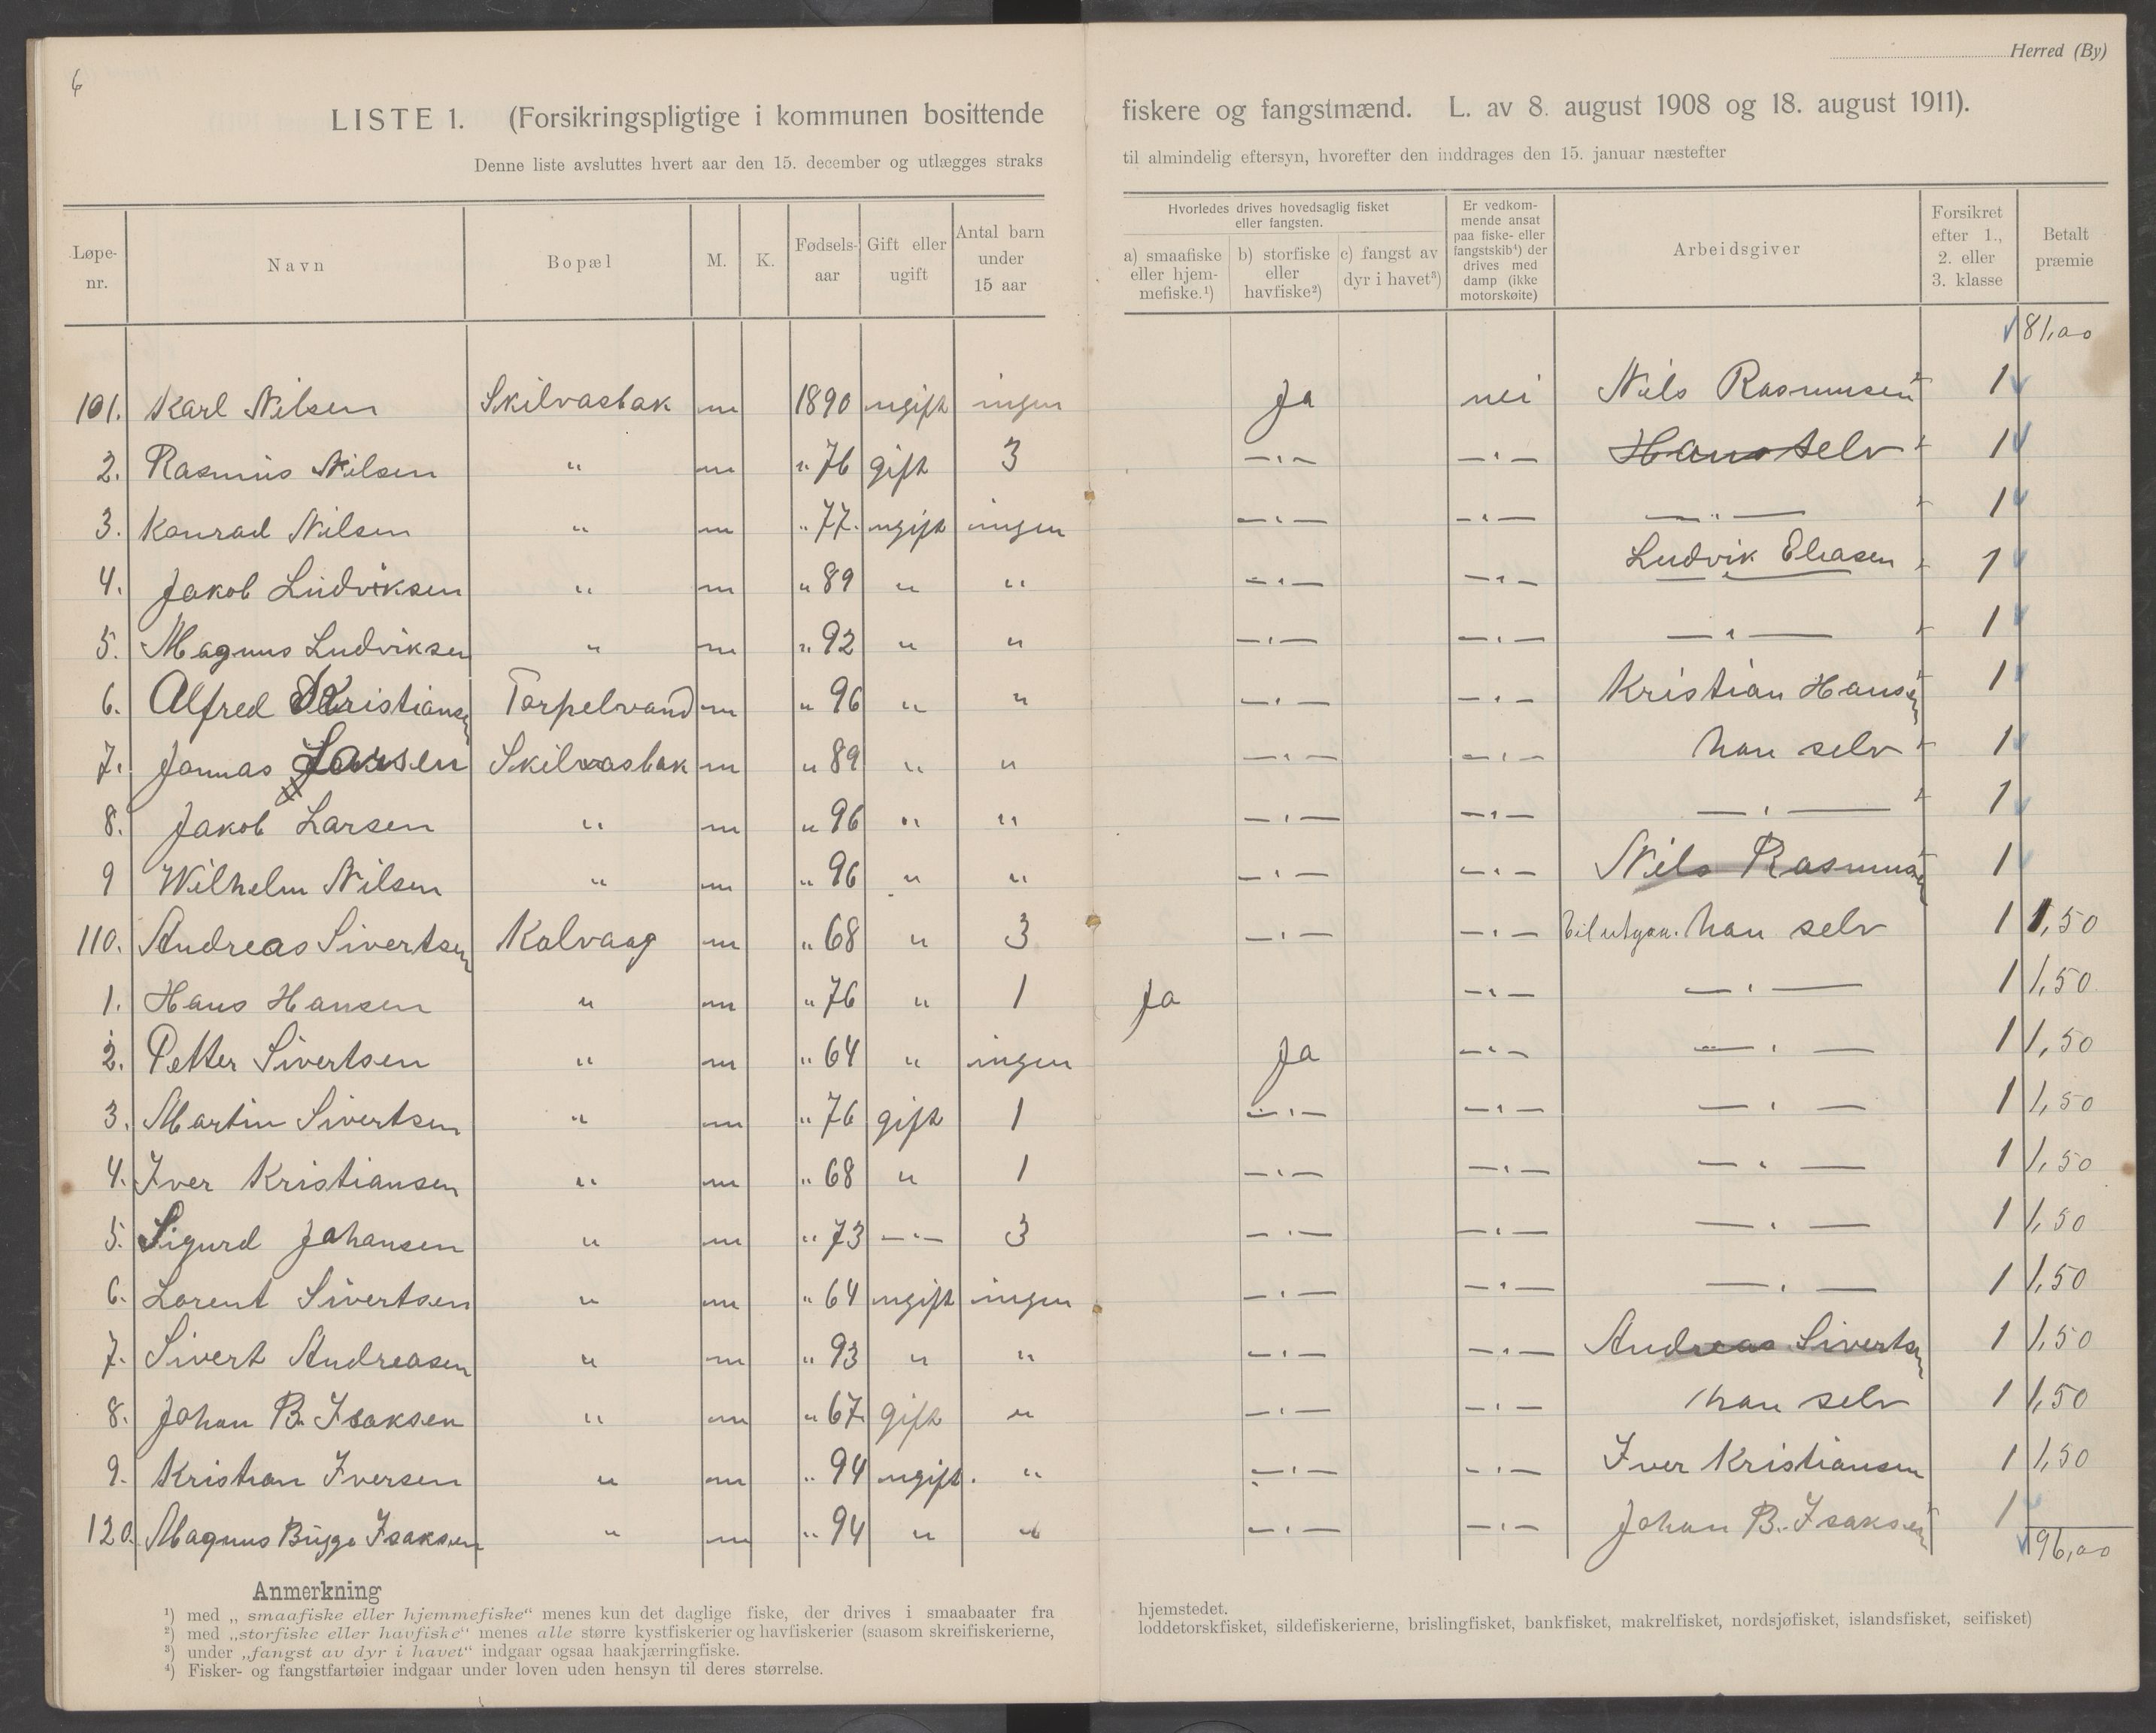 6
Herred (By)
LISTE 1. (Forsikringspligtige i kommunen bosittende fiskere og fangstmænd. L. av 8. august 1908 og 18. august 1911).
Denne liste avsluttes hvert aar den 15. december og utlægges straks til almindelig eftersyn, hvorefter den inddrages den 15. januar næstefter
Løpe-nr. Navn Bopæl M. K. Fødsels-aar Gift eller ugift Antal barn under 15 aar
Hvorledes drives hovedsaglig fisket eller fangsten.
a) smaafiske eller hjem-mefiske.¹) b) storfiske eller havfiske²) c) fangst av dyr i havet³)
Er vedkom-mende ansat paa fiske- eller fangstskib⁴) der drives med damp (ikke motorskøite)
Arbeidsgiver
Forsikret efter 1., 2. eller 3. klasse
Betalt præmie
81,00
101. Karl Nilsen Skilvasbak m 1890 ugift ingen Ja nei Nils Rasmusen 1
2. Rasmus Nilsen " m " 76 gift 3 —"— —"— Han selv 1
3. Konrad Nilsen " m " 77. ugift ingen —"— —"— —"— 1
4. Jakob Ludviksen " m " 89 " " —"— —"— Ludvik Eliasen 1
5. Magnus Ludviksen " m " 92 " " —"— —"— —"— 1
6. Alfred Kristiansen Torpelvand m " 96 " " —"— —"— Kristian Hansen 1
7. Jonas Larsen Skilvasbak m " 89 " " —"— —"— han selv 1
8. Jakob Larsen " m " 96 " " —"— —"— —"— 1
9 Wilhelm Nilsen " m " 96 " " —"— —"— Nils Rasmusen 1
110. Andreas Sivertsen Kalvaag m " 68 " 3 —"— —"— han selv 1 1,50
1. Hans Hansen " m " 76 " 1 Ja —"— —"— 1 1,50
2. Petter Sivertsen " m " 64 " ingen Ja —"— —"— 1 1,50
3. Martin Sivertsen " m " 76 gift 1 —"— —"— —"— 1 1,50
4. Iver Kristiansen " m " 68 " 1 —"— —"— —"— 1 1,50
5. Sigurd Johansen " m " 73 —"— 3 —"— —"— —"— 1 1,50
6. Lorent Sivertsen " m " 64 ugift ingen —"— —"— —"— 1 1,50
7. Sivert Andreasen " m " 93 " " —"— —"— Andreas Sivertsen 1 1,50
8. Johan B. Isaksen " m " 67. gift " —"— —"— han selv 1 1,50
9. Kristian Iversen " m " 94 ugift. " —"— —"— Iver Kristiansen 1 1,50
120. Magnus Bugge Isaksen " m " 94 " " —"— —"— Johan B. Isaksen 1
96,00
Anmerkning
¹) med „smaafiske eller hjemmefiske“ menes kun det daglige fiske, der drives i smaabaater fra hjemstedet.
²) med „storfiske eller havfiske“ menes alle større kystfiskerier og havfiskerier (saasom skreifiskerierne, loddetorskfisket, sildefiskerierne, brislingfisket, bankfisket, makrelfisket, nordsjøfisket, islandsfisket, seifisket)
³) under „fangst av dyr i havet“ indgaar ogsaa haakjærringfiske.
⁴) Fisker- og fangstfartøier indgaar under loven uden hensyn til deres størrelse.